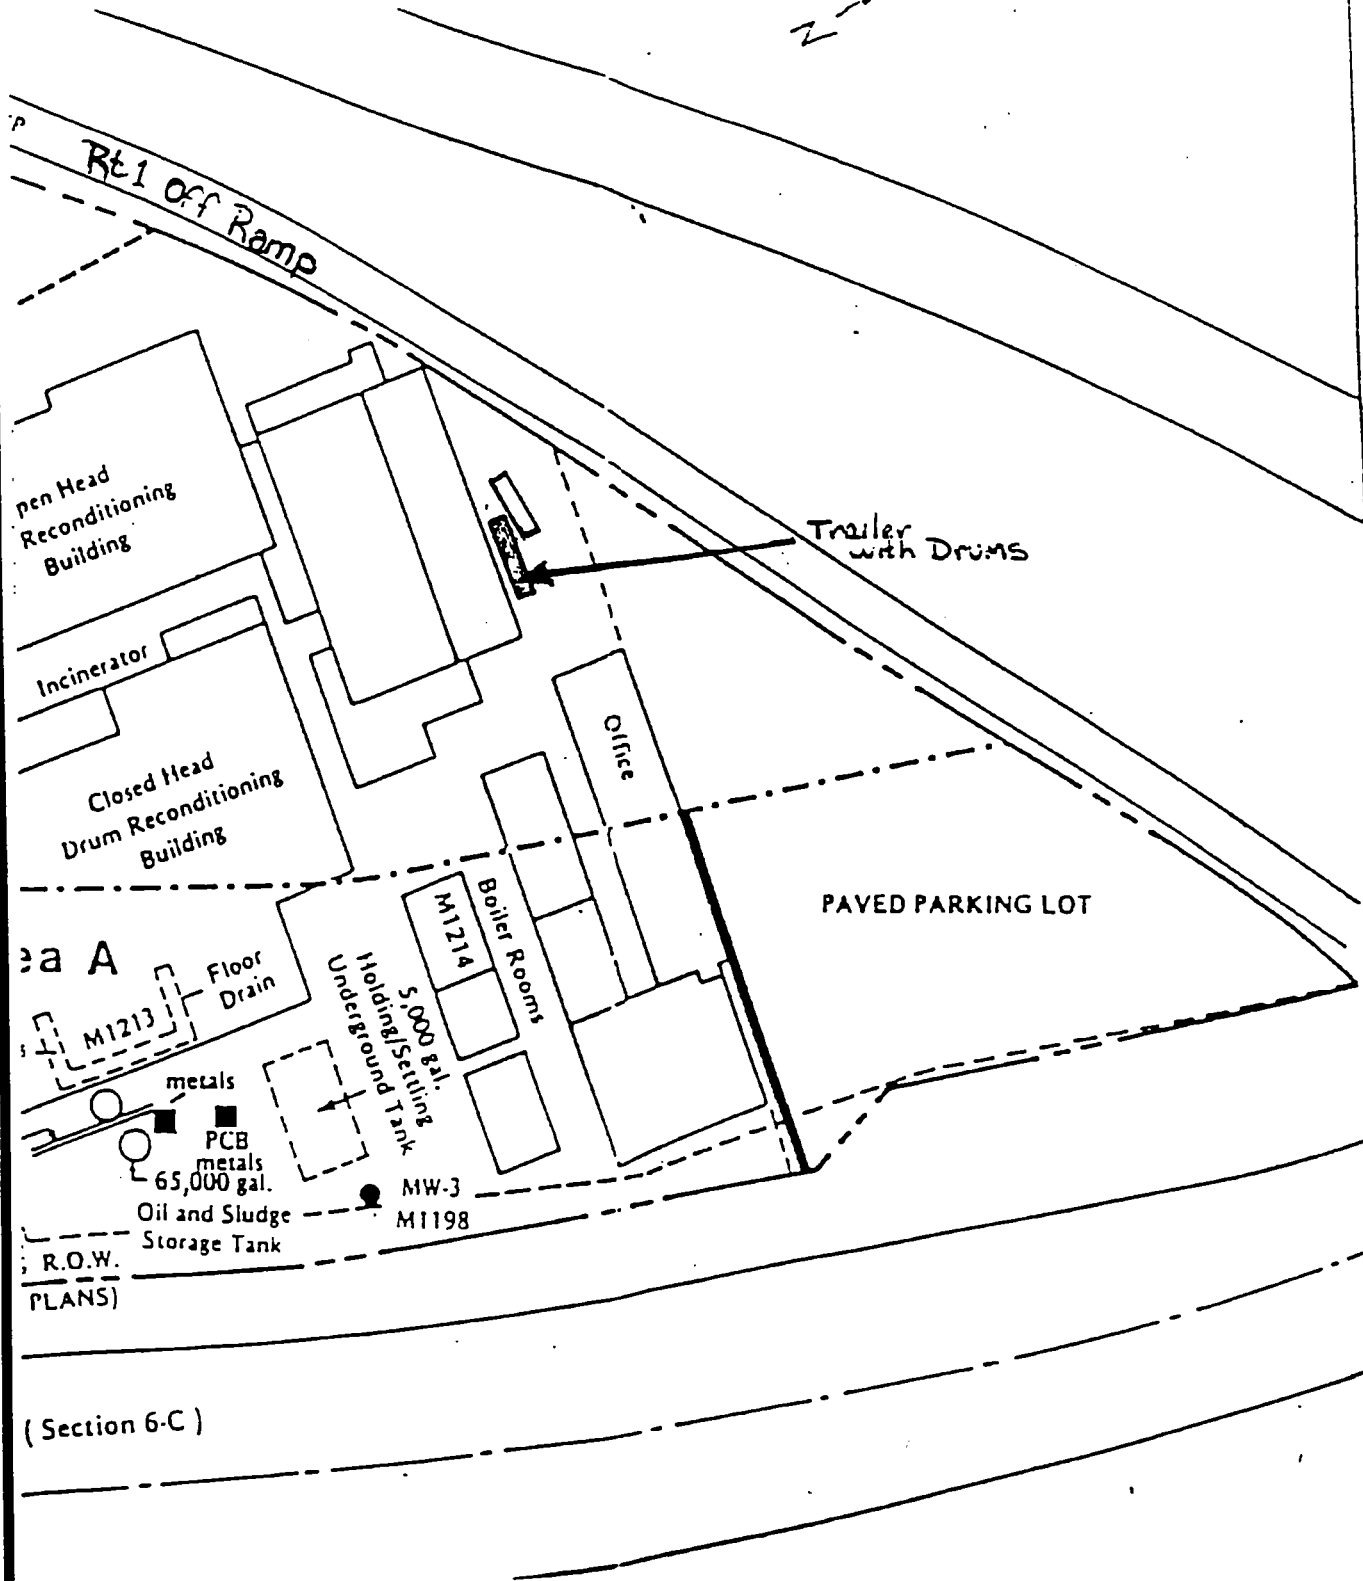 N
Rt 1 Off Ramp
pen Head
Reconditioning
Building
Trailer
with Drums
Incinerator
Office
Closed Head
Drum Reconditioning
Building
PAVED PARKING LOT
ea A
Floor
Drain
M1213
M1214
Boiler Rooms
5,000 gal.
Holding/Settling
Underground Tank
metals
PCB
metals
65,000 gal.
Oil and Sludge
Storage Tank
MW-3
M1198
R.O.W.
PLANS)
( Section 6-C )